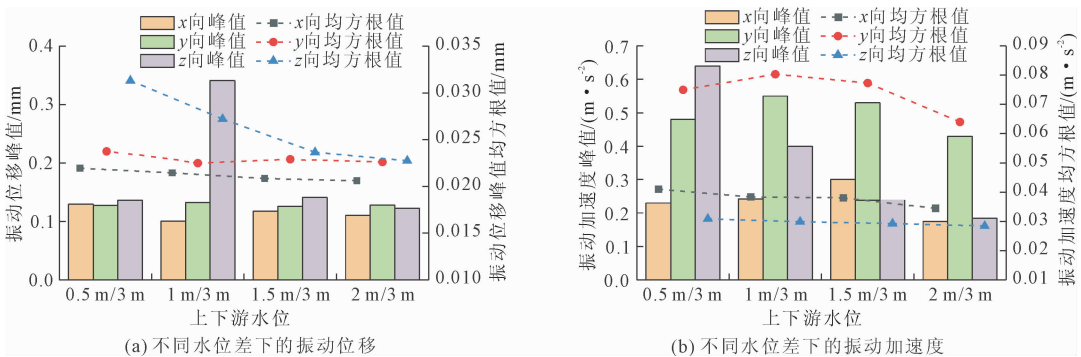 x向峰值
y向峰值
z向峰值
x向均方根值
y向均方根值
z向均方根值
0.4
0.3
0.2
0.1
0.0
振动位移峰值/mm
0.035
0.030
0.025
0.020
0.015
0.010
振动位移峰值均方根值/mm
0.5 m/3 m
1 m/3 m
1.5 m/3 m
2 m/3 m
上下游水位
(a) 不同水位差下的振动位移
x向峰值
y向峰值
z向峰值
x向均方根值
y向均方根值
z向均方根值
0.7
0.6
0.5
0.4
0.3
0.2
0.1
0.0
振动加速度峰值/(m·s⁻²)
0.09
0.08
0.07
0.06
0.05
0.04
0.03
0.02
0.01
振动加速度均方根值/(m·s⁻²)
0.5 m/3 m
1 m/3 m
1.5 m/3 m
2 m/3 m
上下游水位
(b) 不同水位差下的振动加速度